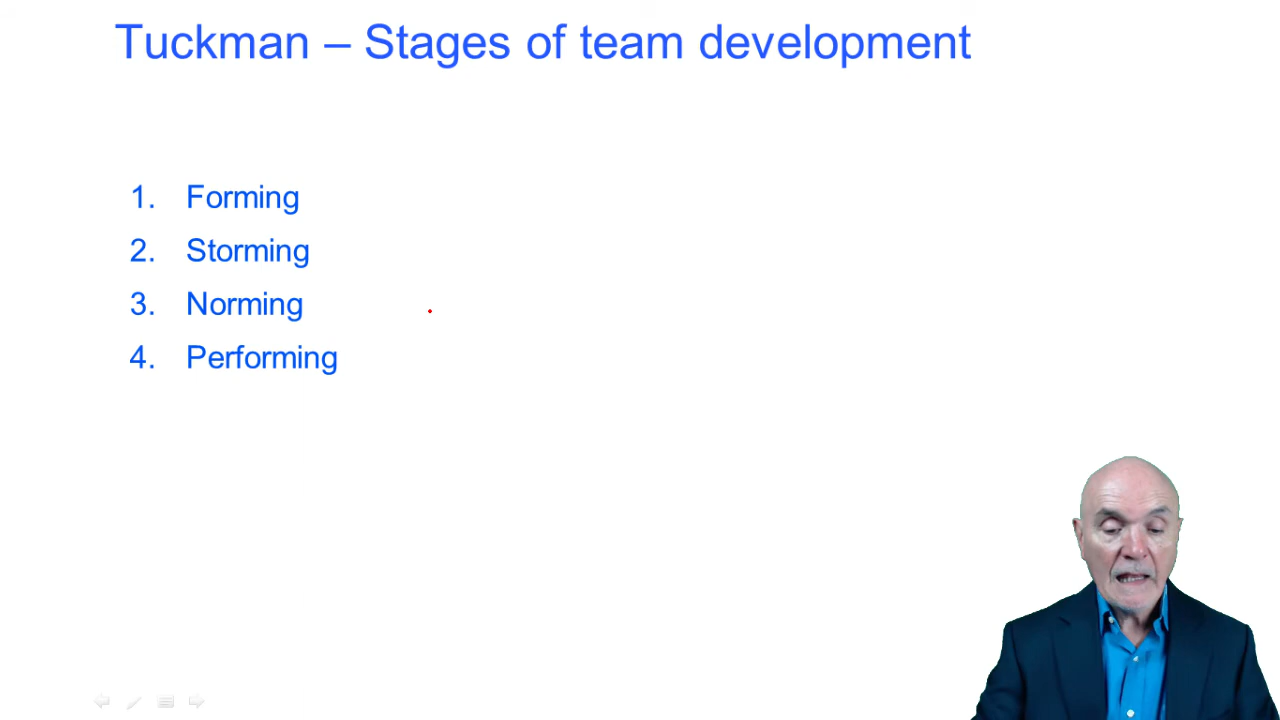 Tuckman – Stages of team development
1. Forming
2. Storming
3. Norming
4. Performing